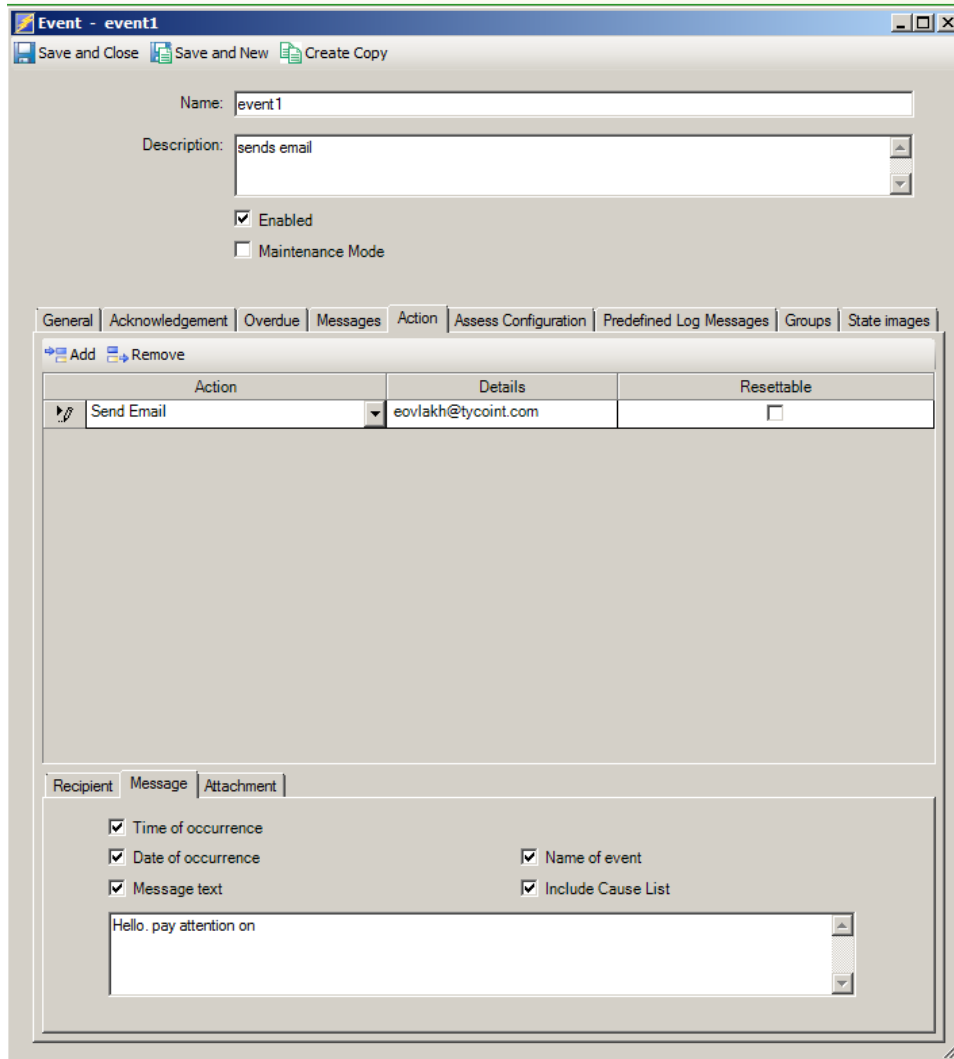 Event - event1
Save and Close Save and New Create Copy
Name: event1
Description: sends email
Enabled
Maintenance Mode
General Acknowledgement Overdue Messages Action Assess Configuration Predefined Log Messages Groups State images
Add Remove
Action Details Resettable
Send Email eovlakh@tycoint.com
Recipient Message Attachment
Time of occurrence
Date of occurrence Name of event
Message text Include Cause List
Hello. pay attention on